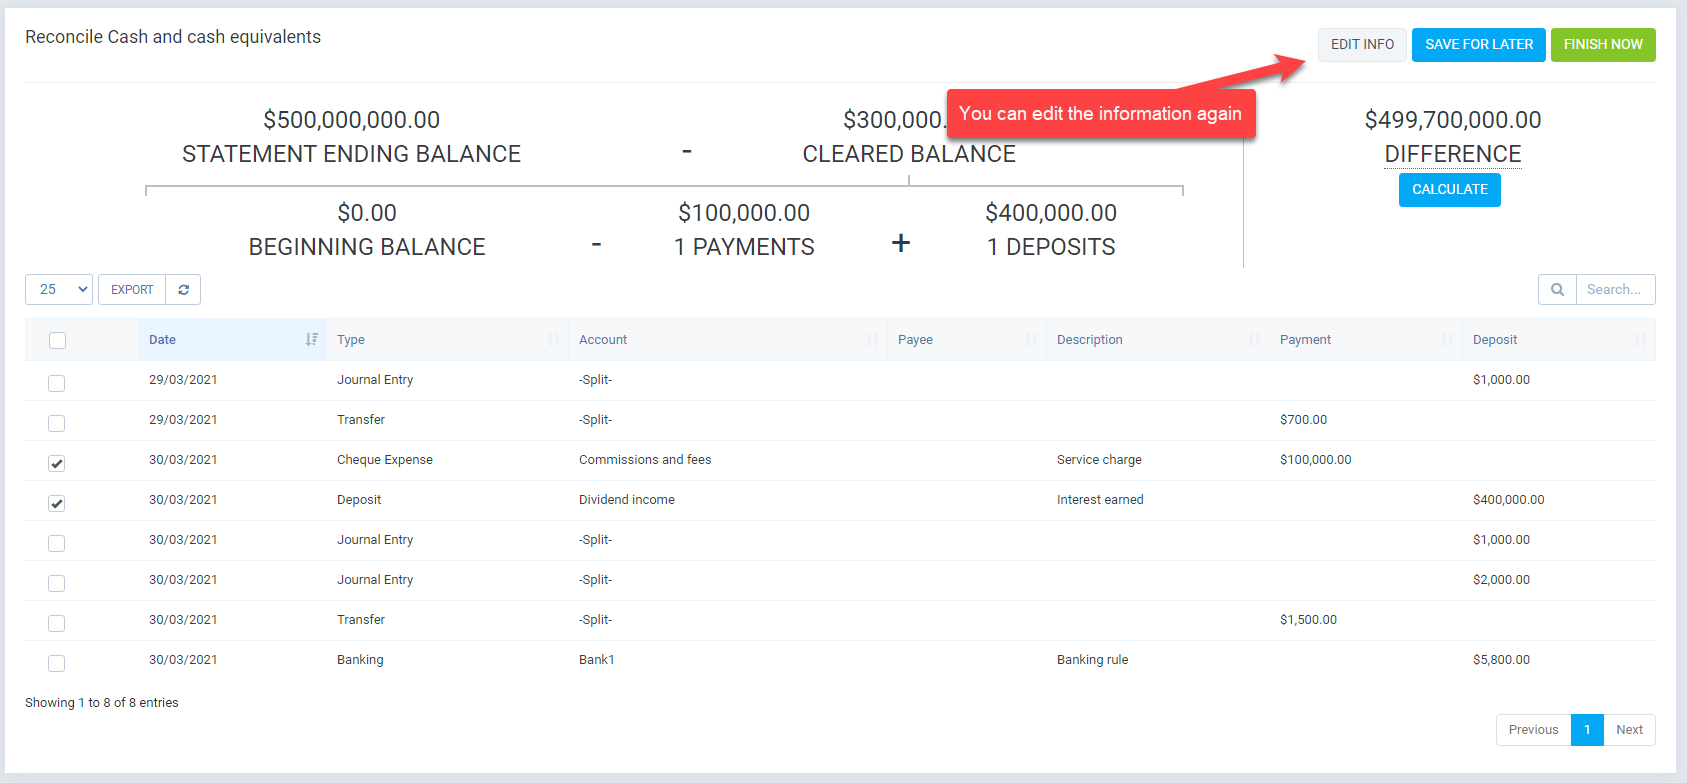 Reconcile Cash and cash equivalents
EDIT INFO SAVE FOR LATER FINISH NOW
You can edit the information again
$500,000,000.00 $300,000. $499,700,000.00
STATEMENT ENDING BALANCE - CLEARED BALANCE DIFFERENCE
CALCULATE
$0.00 $100,000.00 $400,000.00
BEGINNING BALANCE - 1 PAYMENTS + 1 DEPOSITS
25 EXPORT Search...
Date Type Account Payee Description Payment Deposit
29/03/2021 Journal Entry -Split- $1,000.00
29/03/2021 Transfer -Split- $700.00
30/03/2021 Cheque Expense Commissions and fees Service charge $100,000.00
30/03/2021 Deposit Dividend income Interest earned $400,000.00
30/03/2021 Journal Entry -Split- $1,000.00
30/03/2021 Journal Entry -Split- $2,000.00
30/03/2021 Transfer -Split- $1,500.00
30/03/2021 Banking Bank1 Banking rule $5,800.00
Showing 1 to 8 of 8 entries
Previous 1 Next